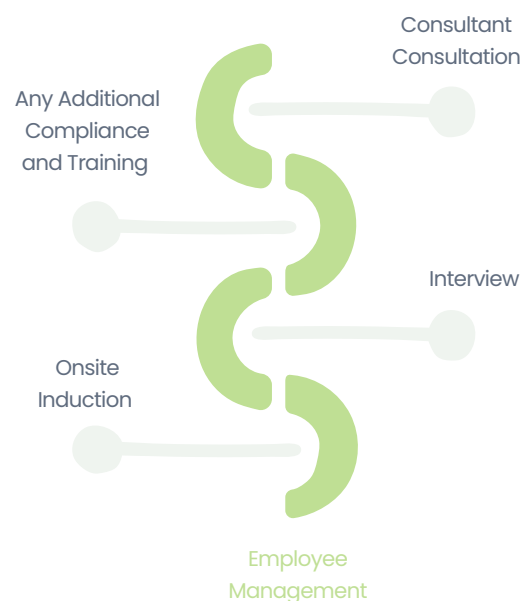 Consultant
Consultation
Any Additional
Compliance
and Training
Interview
Onsite
Induction
Employee
Management